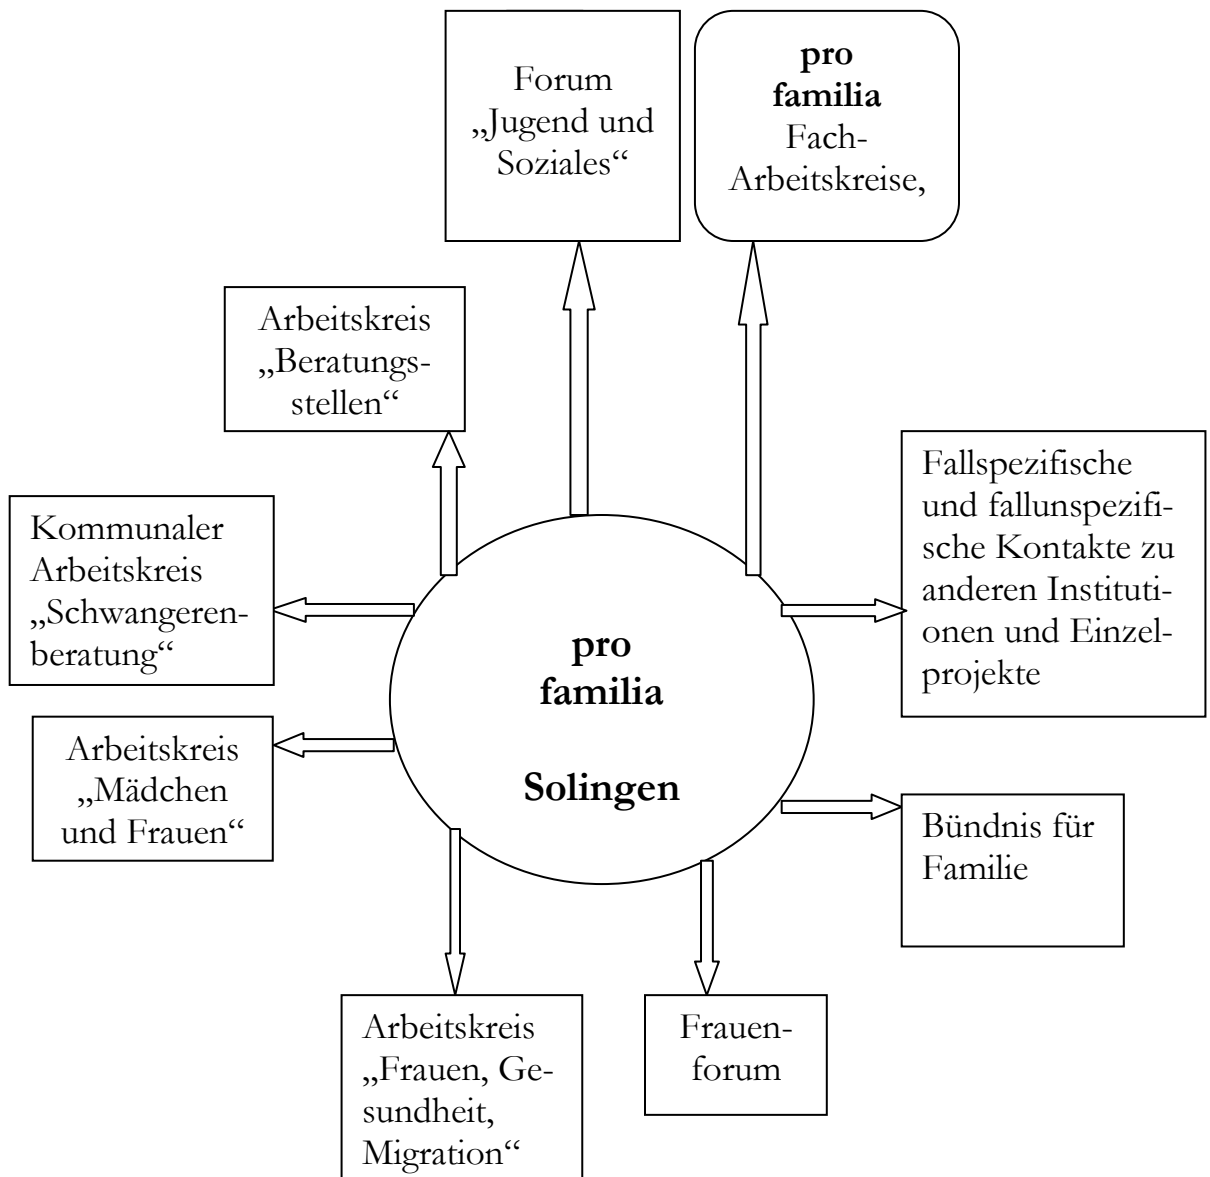 Forum
„Jugend und
Soziales“
pro
familia
Fach-
Arbeitskreise,
Arbeitskreis
„Beratungs-
stellen“
Fallspezifische
und fallunspezifi-
sche Kontakte zu
anderen Instituti-
onen und Einzel-
projekte
Kommunaler
Arbeitskreis
„Schwangeren-
beratung“
pro
familia
Solingen
Arbeitskreis
„Mädchen
und Frauen“
Bündnis für
Familie
Arbeitskreis
„Frauen, Ge-
sundheit,
Migration“
Frauen-
forum